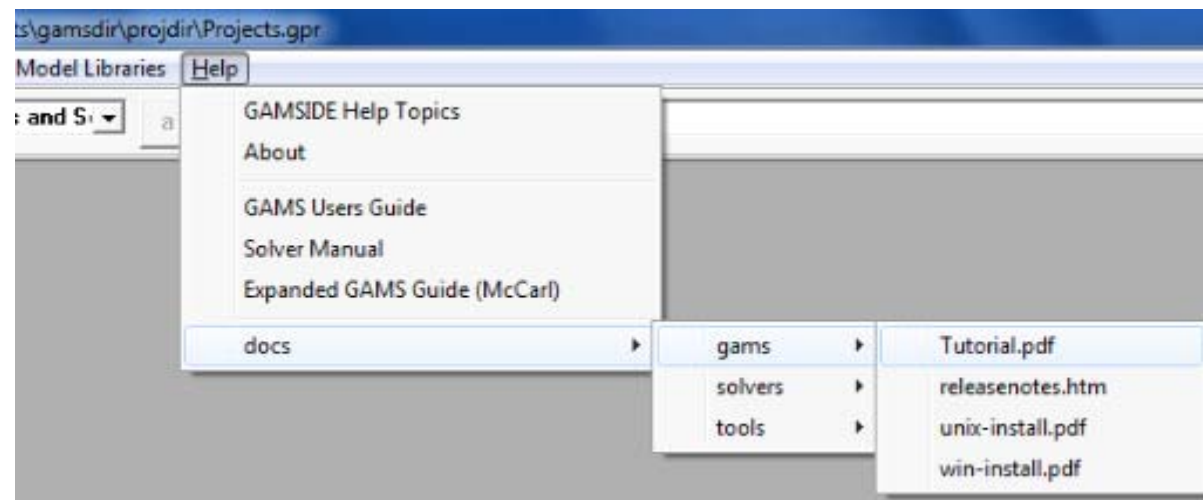 ts\gamsdir\projdir\Projects.gpr
Model Libraries Help
and S a
GAMSIDE Help Topics
About
GAMS Users Guide
Solver Manual
Expanded GAMS Guide (McCarl)
docs gams Tutorial.pdf
solvers releasenotes.htm
tools unix-install.pdf
win-install.pdf